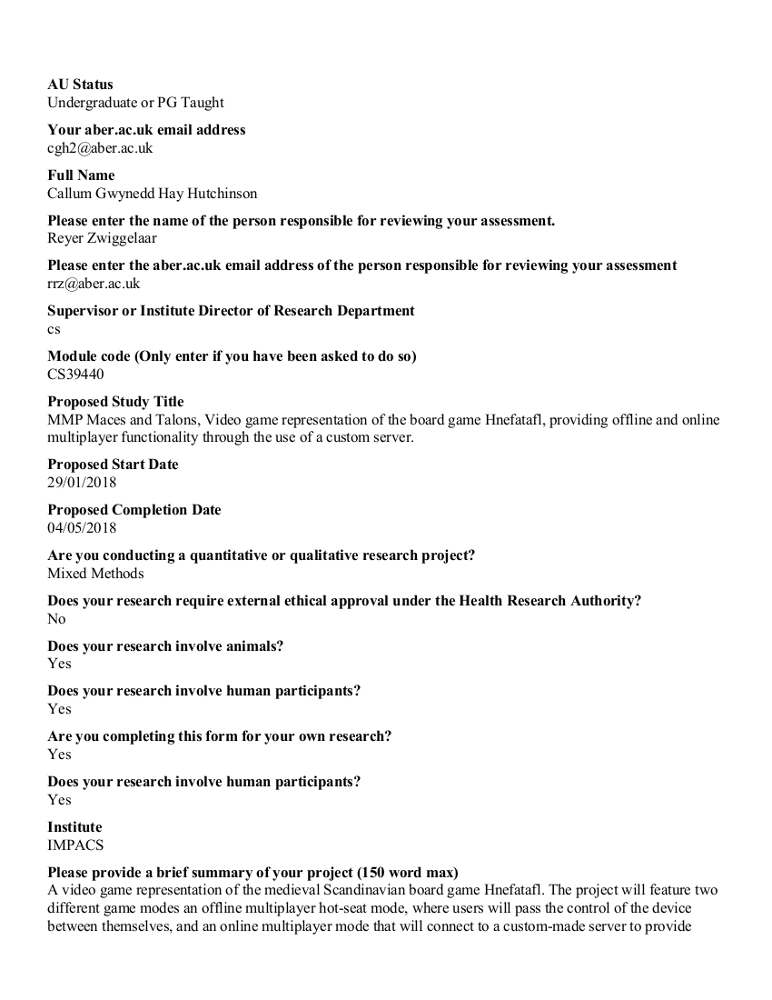 AU Status
Undergraduate or PG Taught
Your aber.ac.uk email address
cgh2@aber.ac.uk
Full Name
Callum Gwynedd Hay Hutchinson
Please enter the name of the person responsible for reviewing your assessment.
Reyer Zwiggelaar
Please enter the aber.ac.uk email address of the person responsible for reviewing your assessment
rrz@aber.ac.uk
Supervisor or Institute Director of Research Department
cs
Module code (Only enter if you have been asked to do so)
CS39440
Proposed Study Title
MMP Maces and Talons, Video game representation of the board game Hnefatafl, providing offline and online
multiplayer functionality through the use of a custom server.
Proposed Start Date
29/01/2018
Proposed Completion Date
04/05/2018
Are you conducting a quantitative or qualitative research project?
Mixed Methods
Does your research require external ethical approval under the Health Research Authority?
No
Does your research involve animals?
Yes
Does your research involve human participants?
Yes
Are you completing this form for your own research?
Yes
Does your research involve human participants?
Yes
Institute
IMPACS
Please provide a brief summary of your project (150 word max)
A video game representation of the medieval Scandinavian board game Hnefatafl. The project will feature two
different game modes an offline multiplayer hot-seat mode, where users will pass the control of the device
between themselves, and an online multiplayer mode that will connect to a custom-made server to provide